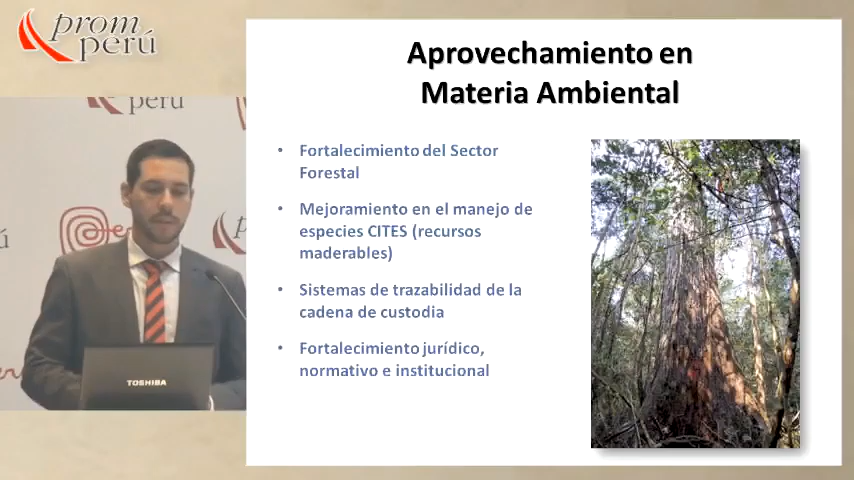 prom
perú
Aprovechamiento en
Materia Ambiental
perú
• Fortalecimiento del Sector
Forestal
• Mejoramiento en el manejo de
especies CITES (recursos
maderables)
• Sistemas de trazabilidad de la
cadena de custodia
• Fortalecimiento jurídico,
normativo e institucional
TOSHIBA